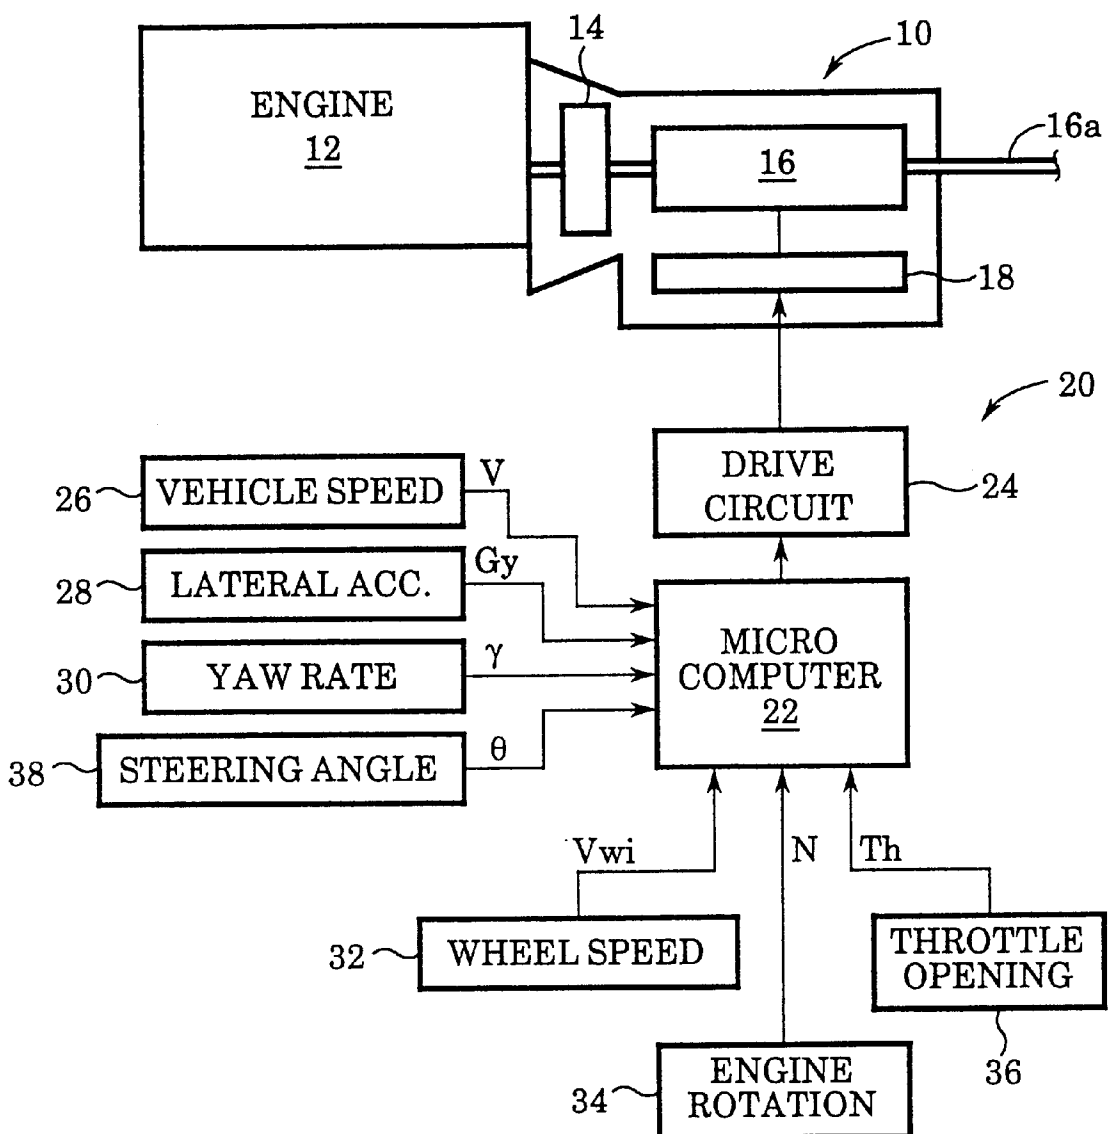 14
10
ENGINE
12
16a
16
18
20
DRIVE
CIRCUIT
24
26
VEHICLE SPEED
V
28
LATERAL ACC.
Gy
MICRO
COMPUTER
22
30
YAW RATE
γ
38
STEERING ANGLE
θ
Vwi
N
Th
32
WHEEL SPEED
THROTTLE
OPENING
36
34
ENGINE
ROTATION